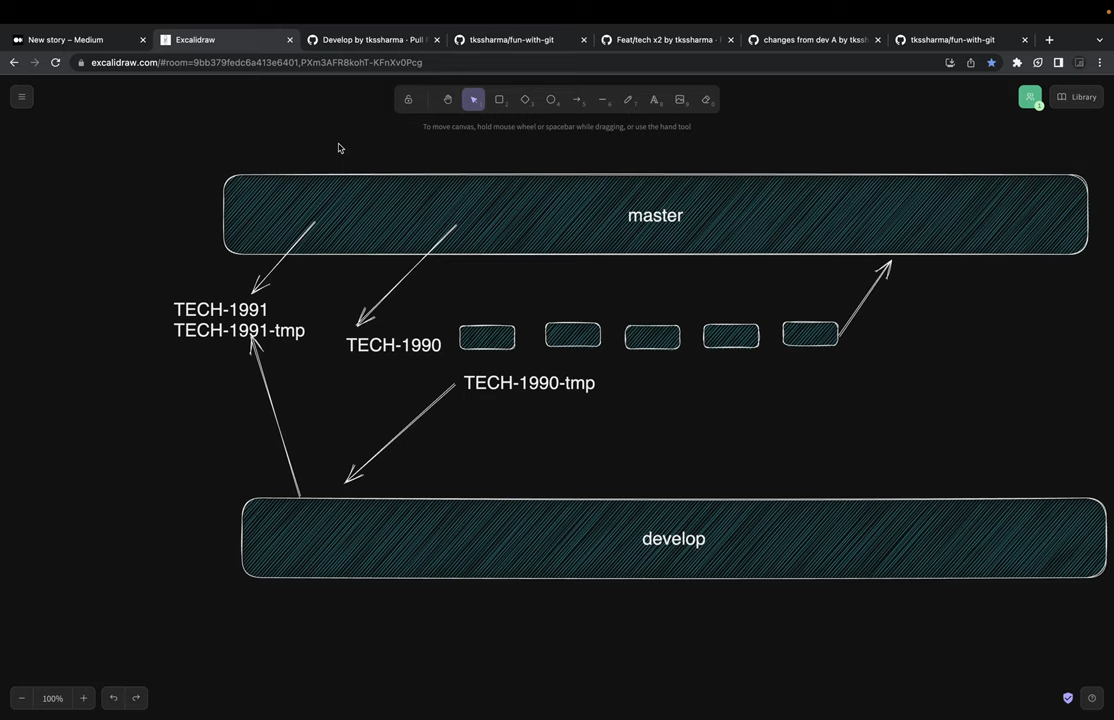 New story – Medium
Excalidraw
Develop by tkssharma · Pull
tkssharma/fun-with-git
Feat/tech x2 by tkssharma ·
changes from dev A by tkssh
tkssharma/fun-with-git
excalidraw.com/#room=9bb379fedc6a413e6401,PXm3AFR8kohT-KFnXv0Pcg
Library
To move canvas, hold mouse wheel or spacebar while dragging, or use the hand tool
master
TECH-1991
TECH-1991-tmp
TECH-1990
TECH-1990-tmp
develop
100%